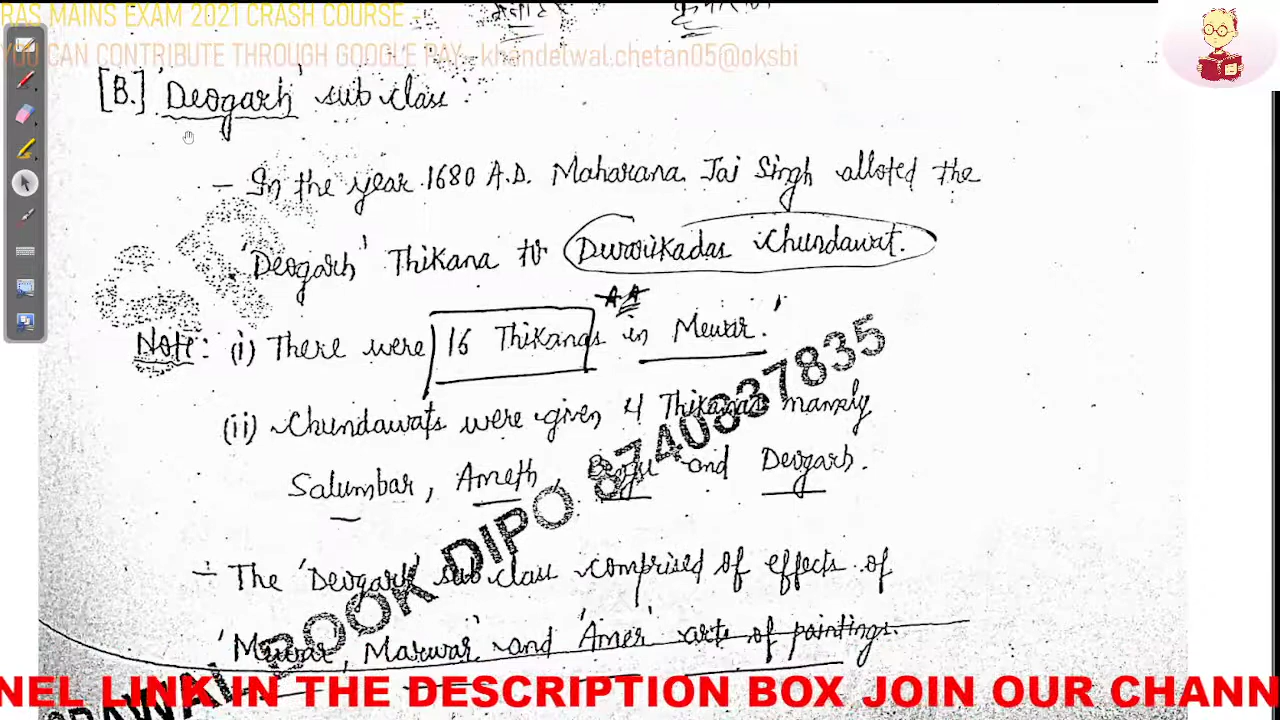 RAS MAINS EXAM 2021 CRASH COURSE -
YOU CAN CONTRIBUTE THROUGH GOOGLE PAY - khandelwal.chetan05@oksbi
[B.] 'Deogarh' sub class :
- In the year 1680 A.D. Maharana Jai Singh alloted the
'Deogarh' Thikana to Dwarikadas Chundawat.
Note: (i) There were 16 Thikanas in Mewar.
(ii) Chundawats were given 4 Thikanas namely
Salumbar, Ameth, Begu and Deogarh.
- The 'Deogarh' sub class comprised of effects of
'Mewar, Marwar' and 'Amer' arts of paintings.
BOOK DIPO 8740837835
NEL LINK IN THE DESCRIPTION BOX JOIN OUR CHANN